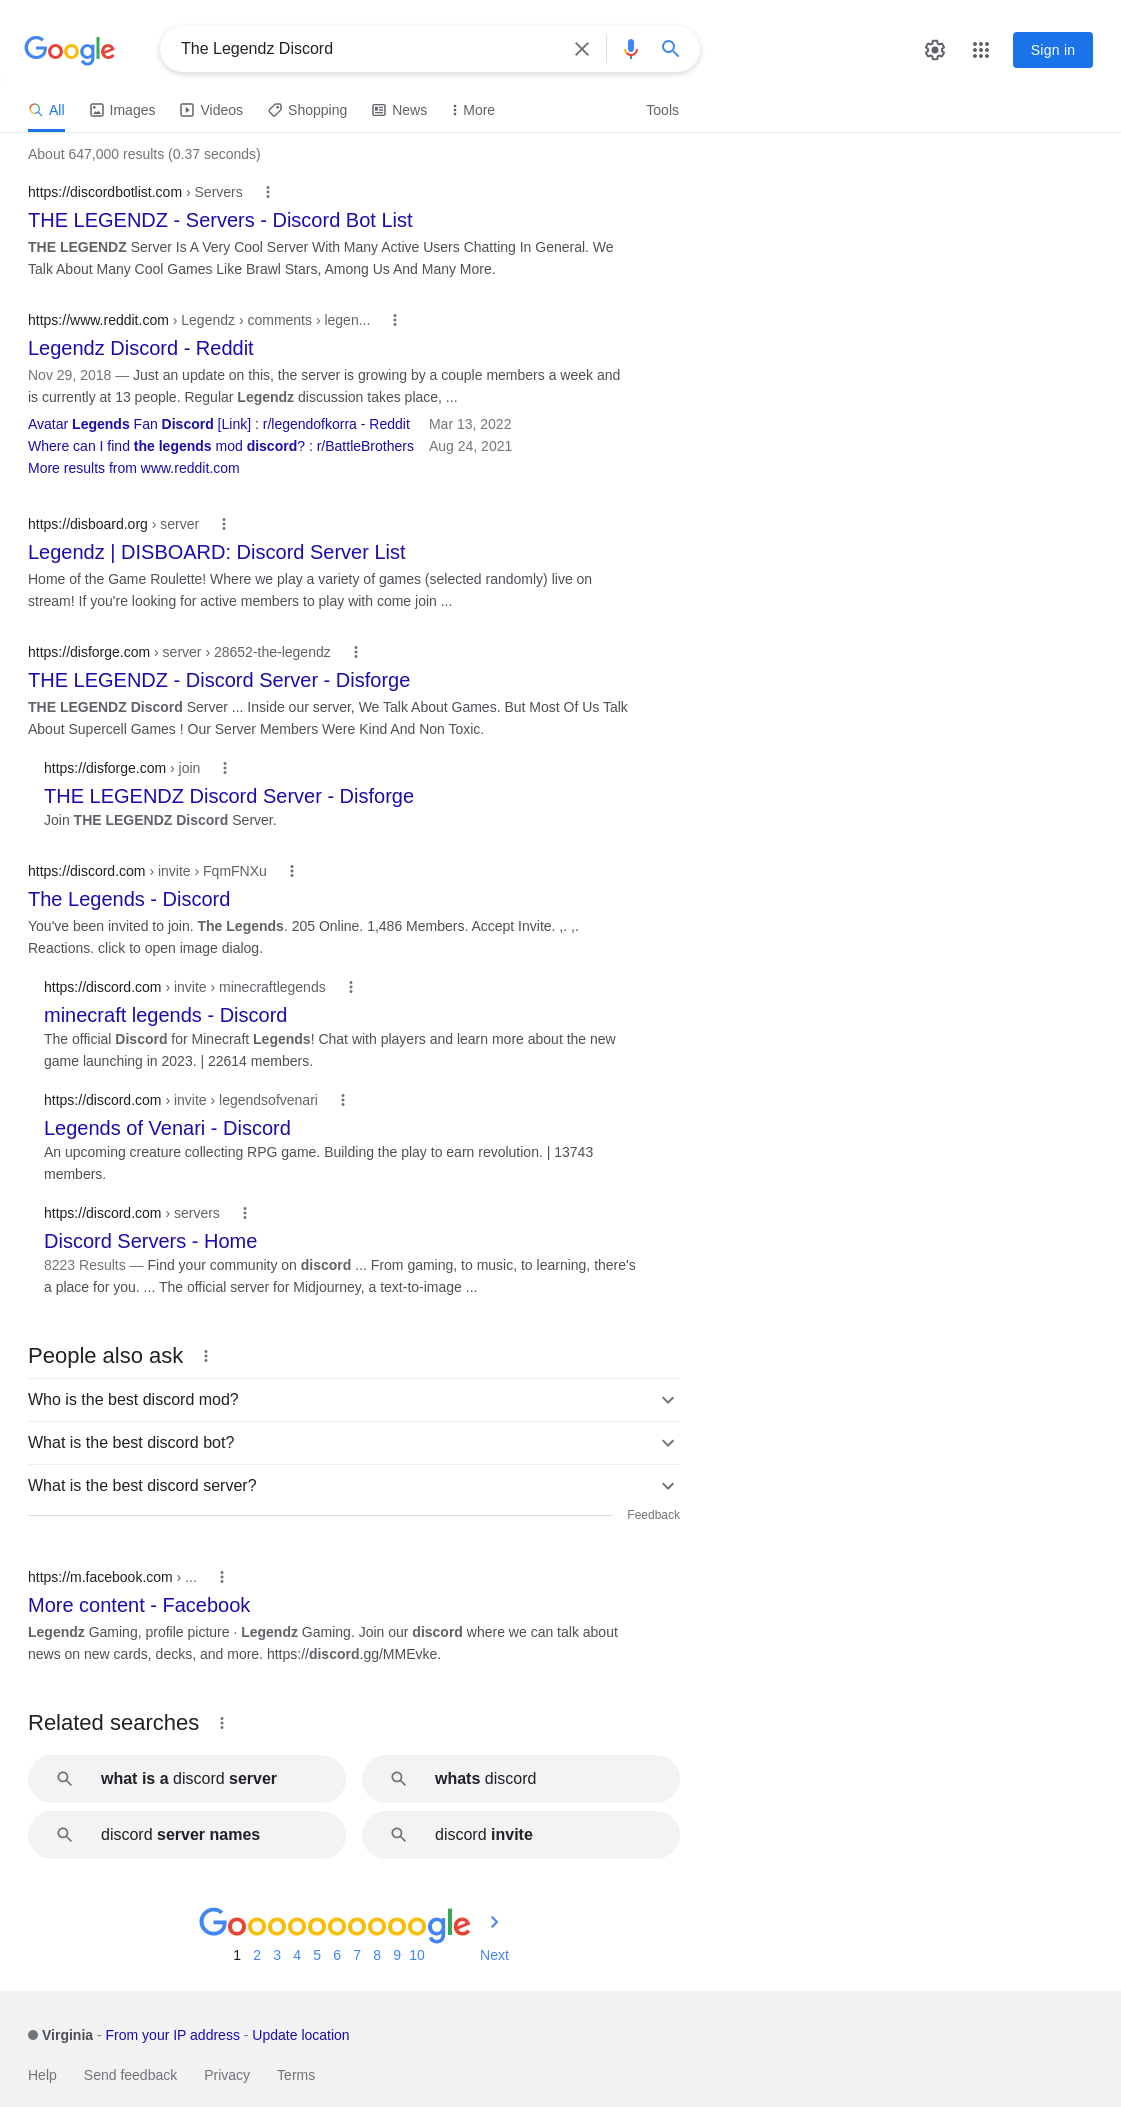 Google
The Legendz Discord
Sign in
All
Images
Videos
Shopping
News
More
Tools
About 647,000 results (0.37 seconds)
https://discordbotlist.com › Servers
THE LEGENDZ - Servers - Discord Bot List
THE LEGENDZ Server Is A Very Cool Server With Many Active Users Chatting In General. We
Talk About Many Cool Games Like Brawl Stars, Among Us And Many More.
https://www.reddit.com › Legendz › comments › legen...
Legendz Discord - Reddit
Nov 29, 2018 — Just an update on this, the server is growing by a couple members a week and
is currently at 13 people. Regular Legendz discussion takes place, ...
Avatar Legends Fan Discord [Link] : r/legendofkorra - Reddit Mar 13, 2022
Where can I find the legends mod discord? : r/BattleBrothers Aug 24, 2021
More results from www.reddit.com
https://disboard.org › server
Legendz | DISBOARD: Discord Server List
Home of the Game Roulette! Where we play a variety of games (selected randomly) live on
stream! If you're looking for active members to play with come join ...
https://disforge.com › server › 28652-the-legendz
THE LEGENDZ - Discord Server - Disforge
THE LEGENDZ Discord Server ... Inside our server, We Talk About Games. But Most Of Us Talk
About Supercell Games ! Our Server Members Were Kind And Non Toxic.
https://disforge.com › join
THE LEGENDZ Discord Server - Disforge
Join THE LEGENDZ Discord Server.
https://discord.com › invite › FqmFNXu
The Legends - Discord
You've been invited to join. The Legends. 205 Online. 1,486 Members. Accept Invite. ,. ,.
Reactions. click to open image dialog.
https://discord.com › invite › minecraftlegends
minecraft legends - Discord
The official Discord for Minecraft Legends! Chat with players and learn more about the new
game launching in 2023. | 22614 members.
https://discord.com › invite › legendsofvenari
Legends of Venari - Discord
An upcoming creature collecting RPG game. Building the play to earn revolution. | 13743
members.
https://discord.com › servers
Discord Servers - Home
8223 Results — Find your community on discord ... From gaming, to music, to learning, there's
a place for you. ... The official server for Midjourney, a text-to-image ...
People also ask
Who is the best discord mod?
What is the best discord bot?
What is the best discord server?
Feedback
https://m.facebook.com › ...
More content - Facebook
Legendz Gaming, profile picture · Legendz Gaming. Join our discord where we can talk about
news on new cards, decks, and more. https://discord.gg/MMEvke.
Related searches
what is a discord server
whats discord
discord server names
discord invite
Goooooooooogle
1 2 3 4 5 6 7 8 9 10 Next
Virginia - From your IP address - Update location
Help Send feedback Privacy Terms